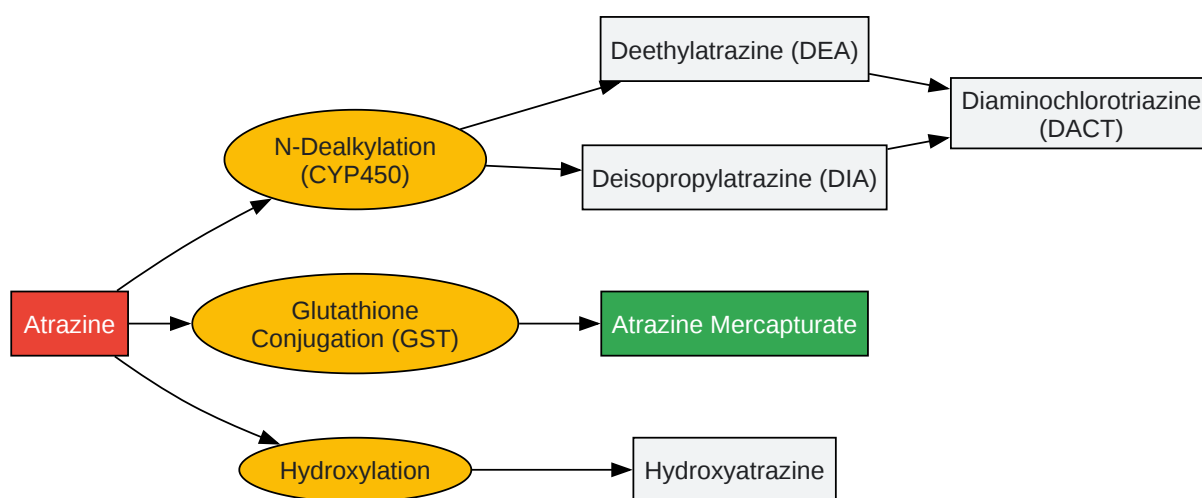 Deethylatrazine (DEA)
Diaminochlorotriazine
(DACT)
N-Dealkylation
(CYP450)
Deisopropylatrazine (DIA)
Atrazine
Glutathione
Conjugation (GST)
Atrazine Mercapturate
Hydroxylation
Hydroxyatrazine